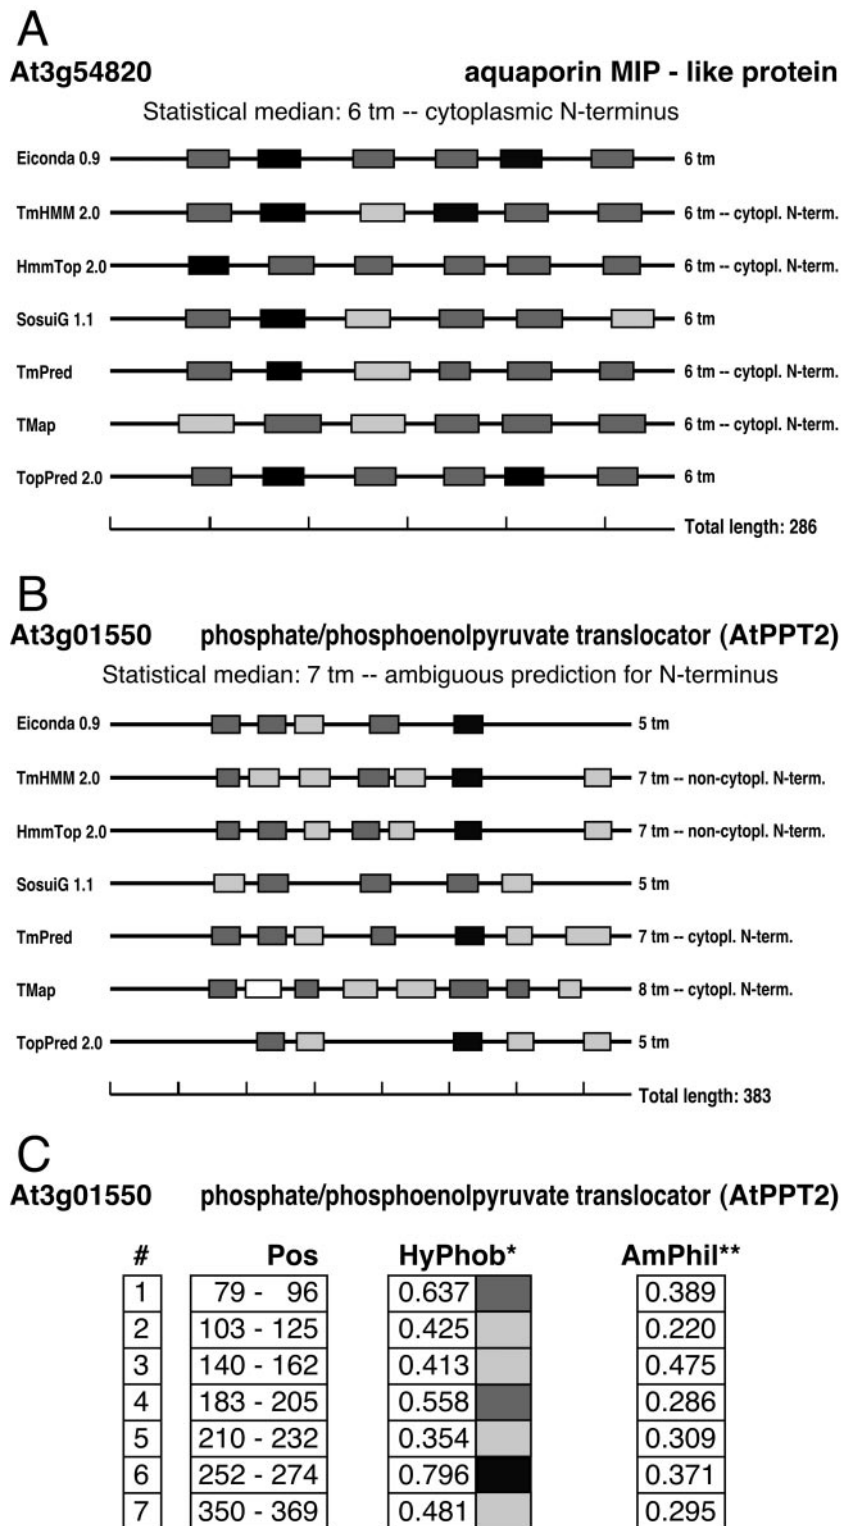 A
At3g54820 aquaporin MIP - like protein
Statistical median: 6 tm -- cytoplasmic N-terminus
Eiconda 0.9 6 tm
TmHMM 2.0 6 tm -- cytopl. N-term.
HmmTop 2.0 6 tm -- cytopl. N-term.
SosuiG 1.1 6 tm
TmPred 6 tm -- cytopl. N-term.
TMap 6 tm -- cytopl. N-term.
TopPred 2.0 6 tm
Total length: 286
B
At3g01550 phosphate/phosphoenolpyruvate translocator (AtPPT2)
Statistical median: 7 tm -- ambiguous prediction for N-terminus
Eiconda 0.9 5 tm
TmHMM 2.0 7 tm -- non-cytopl. N-term.
HmmTop 2.0 7 tm -- non-cytopl. N-term.
SosuiG 1.1 5 tm
TmPred 7 tm -- cytopl. N-term.
TMap 8 tm -- cytopl. N-term.
TopPred 2.0 5 tm
Total length: 383
C
At3g01550 phosphate/phosphoenolpyruvate translocator (AtPPT2)
# Pos HyPhob* AmPhil**
1 79 - 96 0.637 0.389
2 103 - 125 0.425 0.220
3 140 - 162 0.413 0.475
4 183 - 205 0.558 0.286
5 210 - 232 0.354 0.309
6 252 - 274 0.796 0.371
7 350 - 369 0.481 0.295